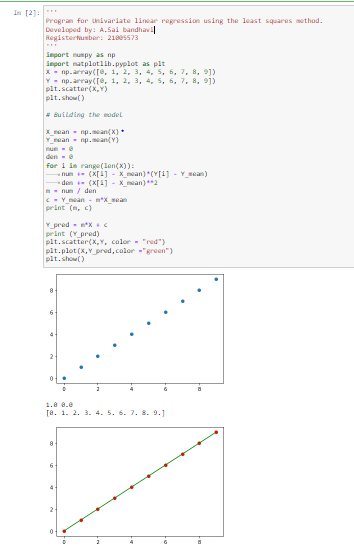 In [2]: '''
Program for Univariate linear regression using the least squares method.
Developed by: A.Sai bandhavi
RegisterNumber: 21005573
'''
import numpy as np
import matplotlib.pyplot as plt
X = np.array([0, 1, 2, 3, 4, 5, 6, 7, 8, 9])
Y = np.array([0, 1, 2, 3, 4, 5, 6, 7, 8, 9])
plt.scatter(X,Y)
plt.show()
# Building the model
X_mean = np.mean(X)
Y_mean = np.mean(Y)
num = 0
den = 0
for i in range(len(X)):
num += (X[i] - X_mean)*(Y[i] - Y_mean)
den += (X[i] - X_mean)**2
m = num / den
c = Y_mean - m*X_mean
print (m, c)
Y_pred = m*X + c
print (Y_pred)
plt.scatter(X,Y, color = "red")
plt.plot(X,Y_pred,color ="green")
plt.show()
8
6
4
2
0
0 2 4 6 8
1.0 0.0
[0. 1. 2. 3. 4. 5. 6. 7. 8. 9.]
8
6
4
2
0
0 2 4 6 8